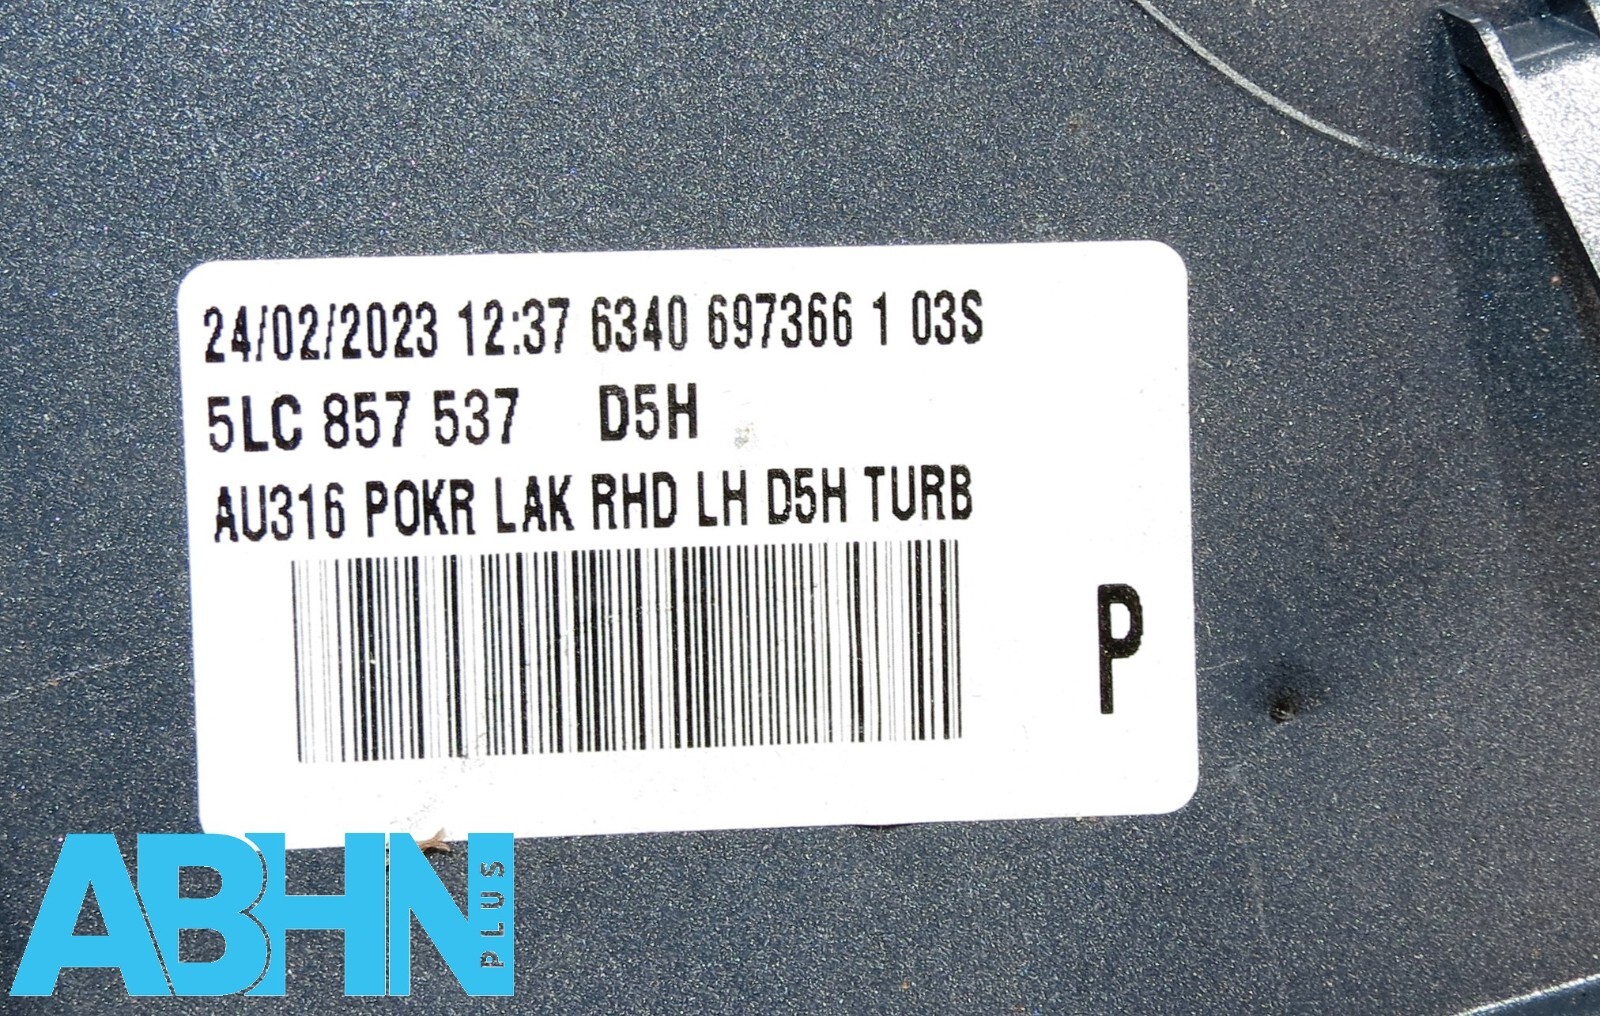 24/02/2023 12:37 6340 697366 1 03S
5LC 857 537 D5H
AU316 POKR LAK RHD LH D5H TURB
P
ABHN PLUS